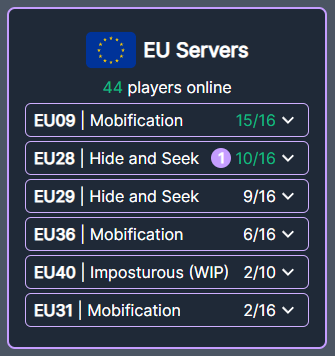 EU Servers
44 players online
EU09 | Mobification 15/16
EU28 | Hide and Seek 1 10/16
EU29 | Hide and Seek 9/16
EU36 | Mobification 6/16
EU40 | Imposturous (WIP) 2/10
EU31 | Mobification 2/16